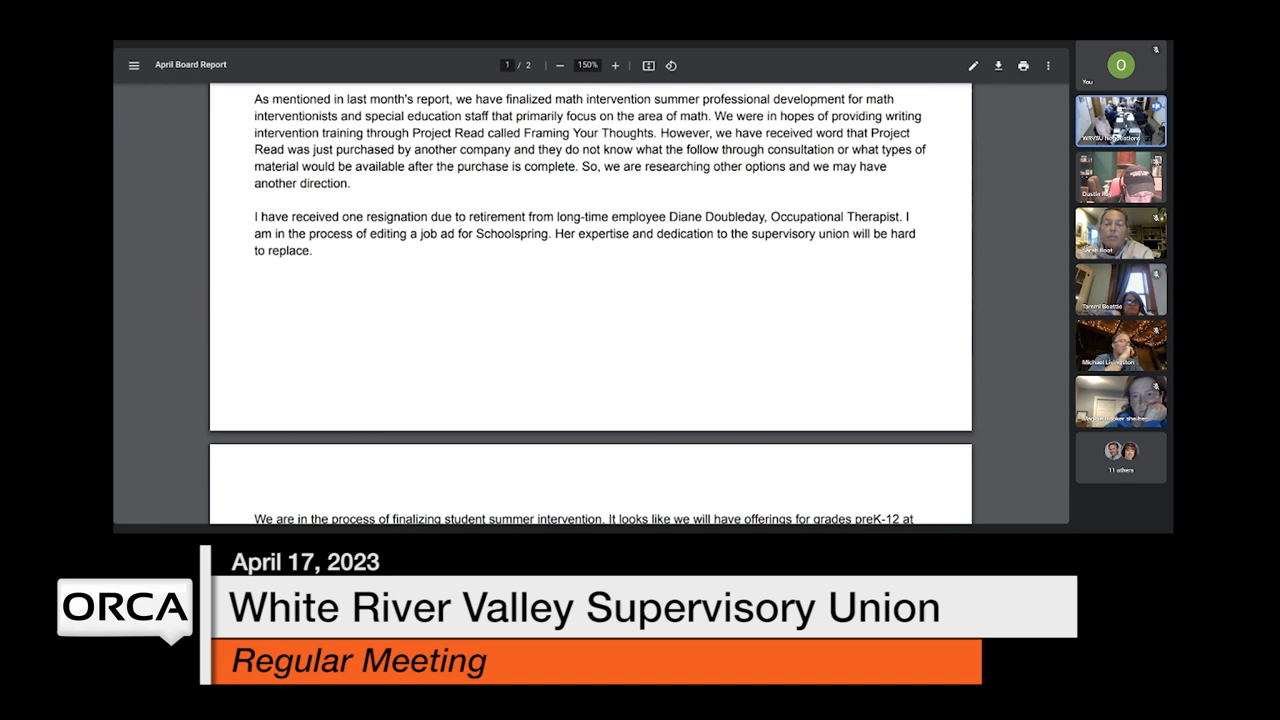 April Board Report
1 / 2
150%
As mentioned in last month's report, we have finalized math intervention summer professional development for math
interventionists and special education staff that primarily focus on the area of math. We were in hopes of providing writing
intervention training through Project Read called Framing Your Thoughts. However, we have received word that Project
Read was just purchased by another company and they do not know what the follow through consultation or what types of
material would be available after the purchase is complete. So, we are researching other options and we may have
another direction.
I have received one resignation due to retirement from long-time employee Diane Doubleday, Occupational Therapist. I
am in the process of editing a job ad for Schoolspring. Her expertise and dedication to the supervisory union will be hard
to replace.
We are in the process of finalizing student summer intervention. It looks like we will have offerings for grades preK-12 at
O
You
WRVSU
Dustin
Sarah Root
Tammi Beattie
Michael Livingston
11 others
April 17, 2023
ORCA
White River Valley Supervisory Union
Regular Meeting